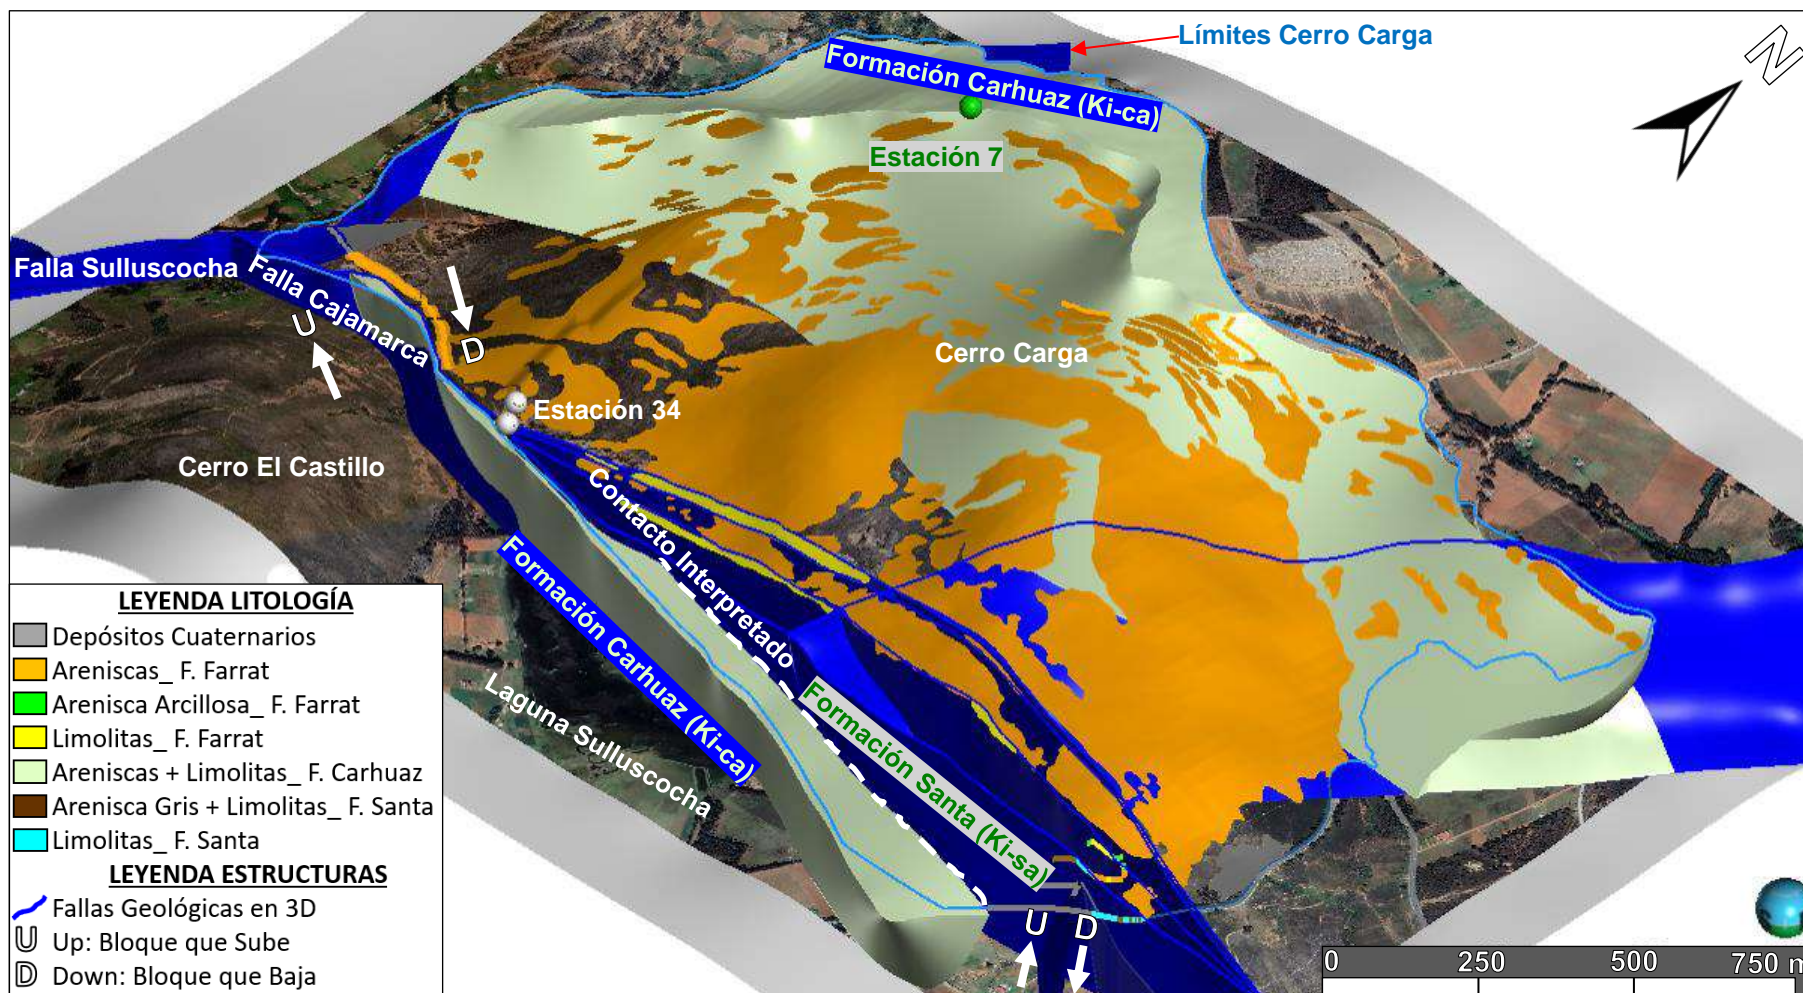 Límites Cerro Carga
N
Formación Carhuaz (Ki-ca)
Estación 7
Falla Sulluscocha
Falla Cajamarca
U
D
Cerro Carga
Estación 34
Cerro El Castillo
Contacto Interpretado
Formación Carhuaz (Ki-ca)
Laguna Sulluscocha
Formación Santa (Ki-sa)
U D
LEYENDA LITOLOGÍA
Depósitos Cuaternarios
Areniscas_ F. Farrat
Arenisca Arcillosa_ F. Farrat
Limolitas_ F. Farrat
Areniscas + Limolitas_ F. Carhuaz
Arenisca Gris + Limolitas_ F. Santa
Limolitas_ F. Santa
LEYENDA ESTRUCTURAS
Fallas Geológicas en 3D
U Up: Bloque que Sube
D Down: Bloque que Baja
0 250 500 750 m